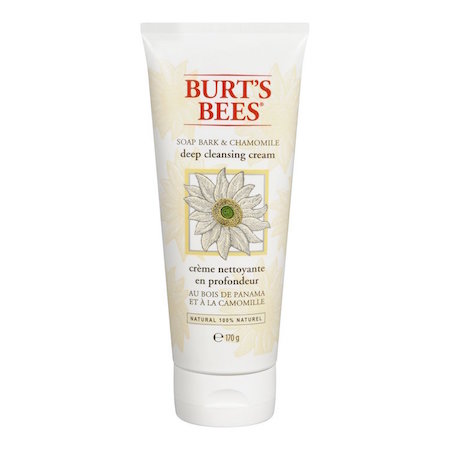 BURT'S
BEES®
SOAP BARK & CHAMOMILE
deep cleansing cream
crème nettoyante
en profondeur
AU BOIS DE PANAMA
ET À LA CAMOMILLE
NATURAL 100% NATUREL
℮ 170 g